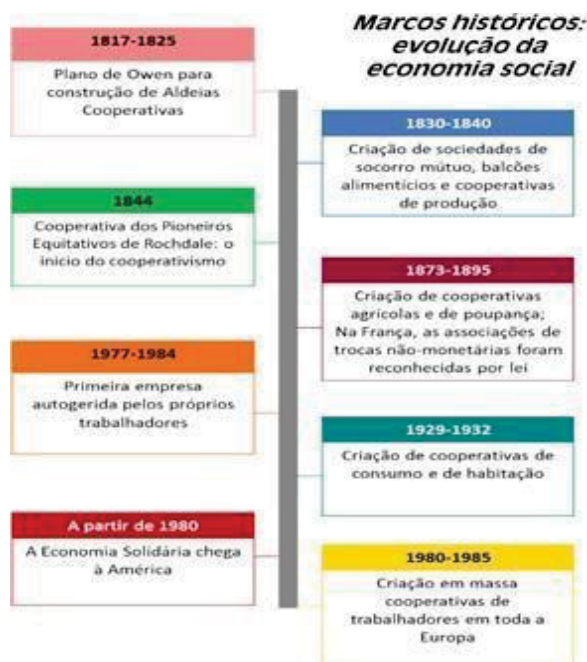 Marcos históricos:
evolução da
economia social
1817-1825
Plano de Owen para
construção de Aldeias
Cooperativas
1830-1840
Criação de sociedades de
socorro mútuo, balcões
alimentícios e cooperativas
de produção
1844
Cooperativa dos Pioneiros
Equitativos de Rochdale: o
inicio do cooperativismo
1873-1895
Criação de cooperativas
agrícolas e de poupança;
Na França, as associações de
trocas não-monetárias foram
reconhecidas por lei
1977-1984
Primeira empresa
autogerida pelos próprios
trabalhadores
1929-1932
Criação de cooperativas de
consumo e de habitação
A partir de 1980
A Economia Solidária chega
à América
1980-1985
Criação em massa
cooperativas de
trabalhadores em toda a
Europa